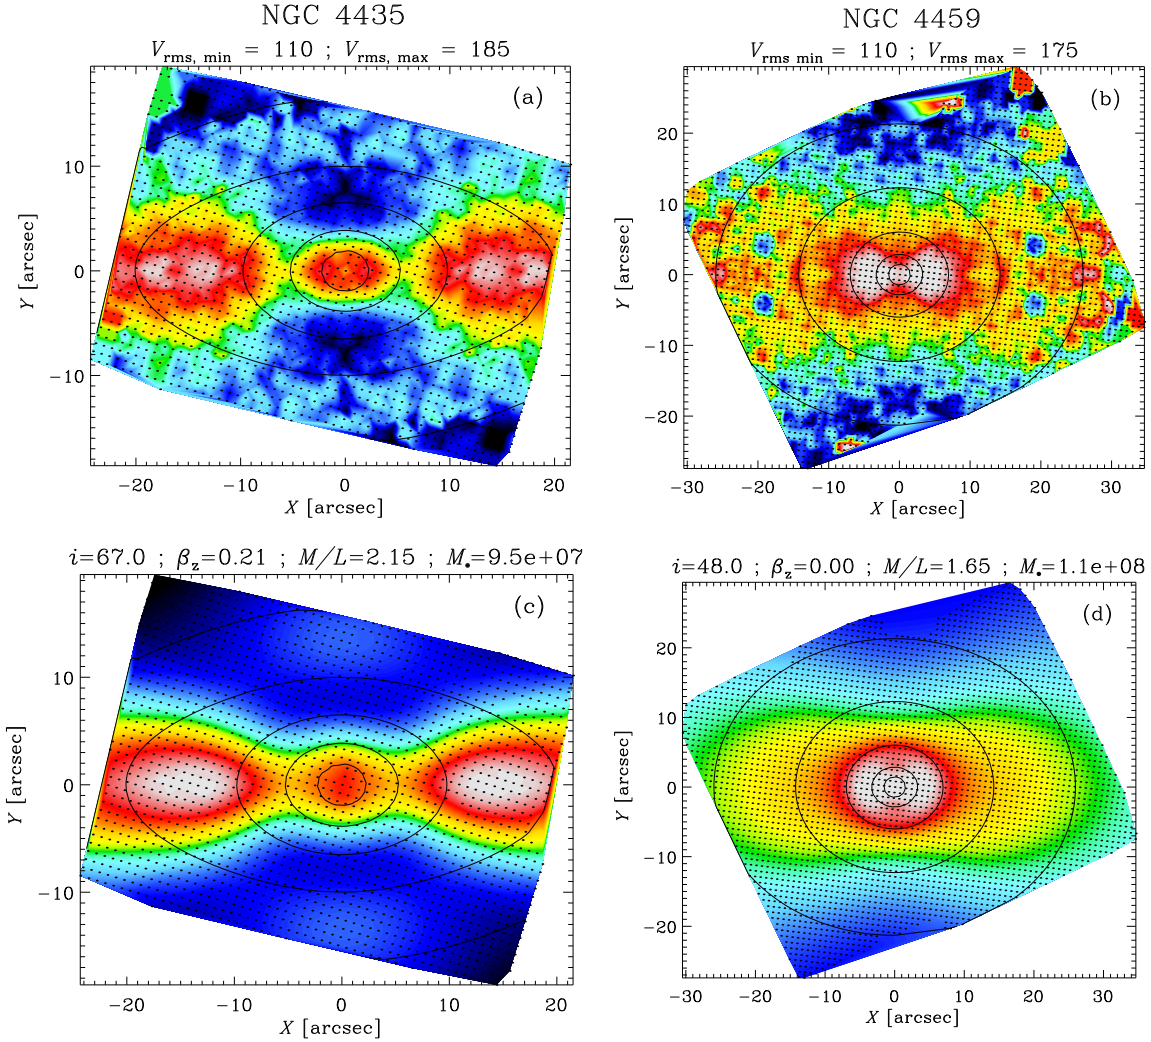 NGC 4435
V_rms, min = 110 ; V_rms, max = 185
(a)
10
0
−10
Y [arcsec]
−20 −10 0 10 20
X [arcsec]
NGC 4459
V_rms min = 110 ; V_rms max = 175
(b)
20
10
0
−10
−20
Y [arcsec]
−30 −20 −10 0 10 20 30
X [arcsec]
i=67.0 ; β_z=0.21 ; M/L=2.15 ; M_•=9.5e+07
(c)
10
0
−10
Y [arcsec]
−20 −10 0 10 20
X [arcsec]
i=48.0 ; β_z=0.00 ; M/L=1.65 ; M_•=1.1e+08
(d)
20
10
0
−10
−20
Y [arcsec]
−30 −20 −10 0 10 20 30
X [arcsec]